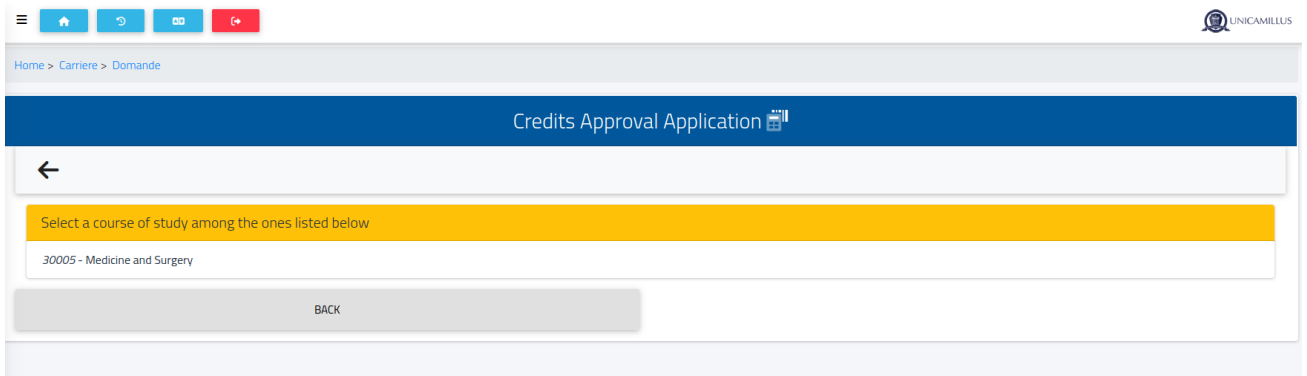 UNICAMILLUS
Home > Carriere > Domande
Credits Approval Application
Select a course of study among the ones listed below
30005 - Medicine and Surgery
BACK